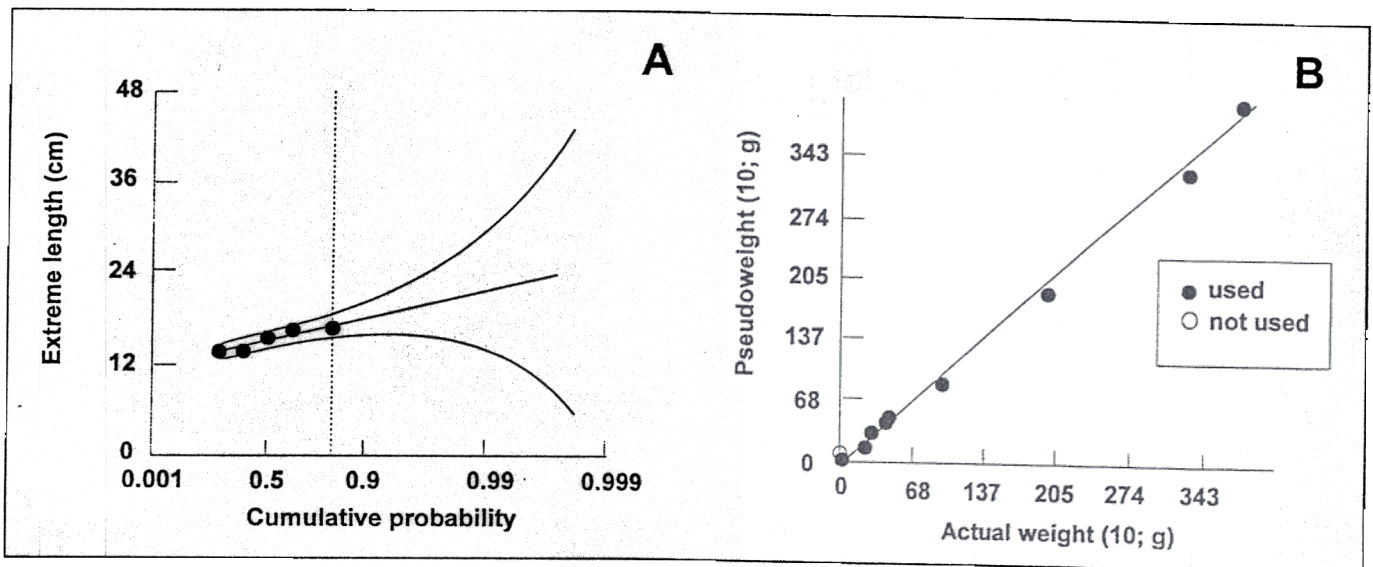 A
Extreme length (cm)
48
36
24
12
0
0.001 0.5 0.9 0.99 0.999
Cumulative probability
B
Pseudoweight (10; g)
343
274
205
137
68
0
0 68 137 205 274 343
Actual weight (10; g)
used
not used